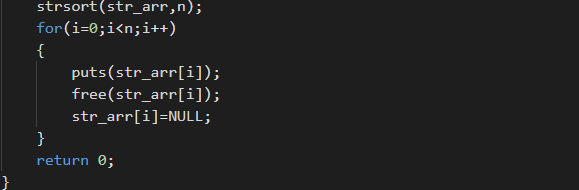 strsort(str_arr,n);
for(i=0;i<n;i++)
{
puts(str_arr[i]);
free(str_arr[i]);
str_arr[i]=NULL;
}
return 0;
}